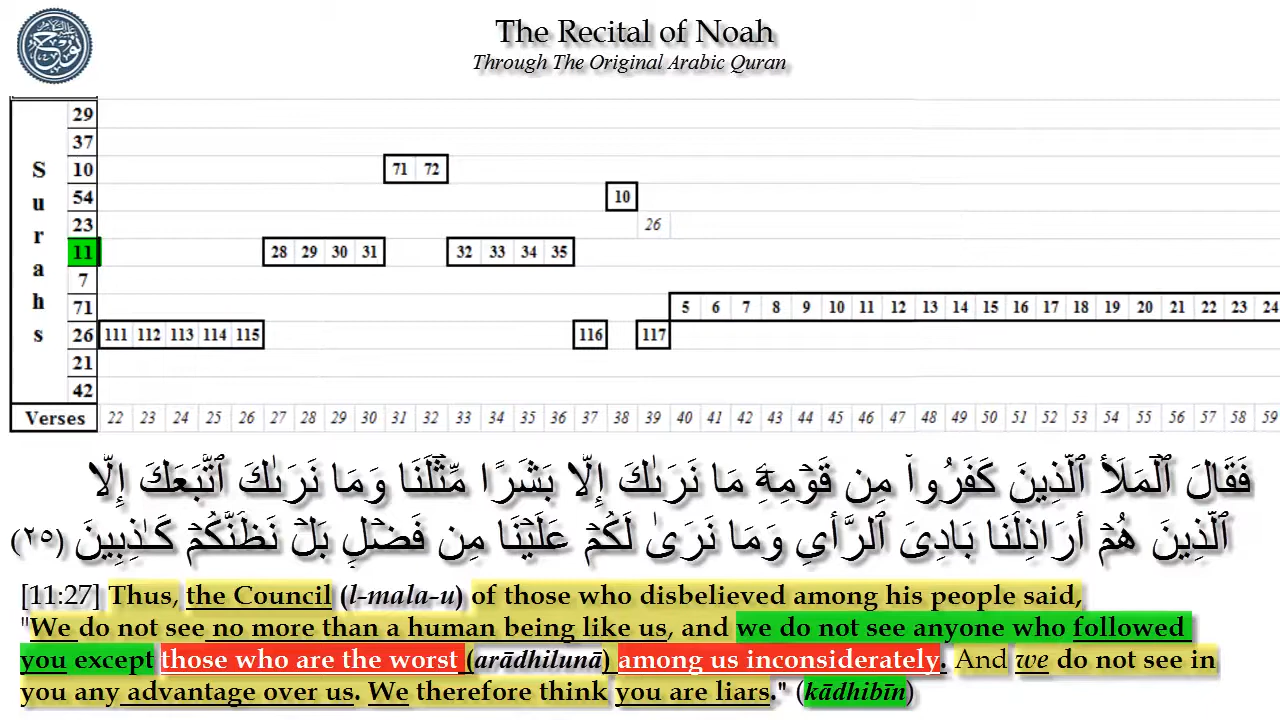 نوح
The Recital of Noah
Through The Original Arabic Quran
Surahs
29
37
10 71 72
54 10
23 26
11 28 29 30 31 32 33 34 35
7
71 5 6 7 8 9 10 11 12 13 14 15 16 17 18 19 20 21 22 23 24
26 111 112 113 114 115 116 117
21
42
Verses 22 23 24 25 26 27 28 29 30 31 32 33 34 35 36 37 38 39 40 41 42 43 44 45 46 47 48 49 50 51 52 53 54 55 56 57 58 59
فَقَالَ ٱلْمَلَأُ ٱلَّذِينَ كَفَرُوا۟ مِن قَوْمِهِۦ مَا نَرَىٰكَ إِلَّا بَشَرًا مِّثْلَنَا وَمَا نَرَىٰكَ ٱتَّبَعَكَ إِلَّا
ٱلَّذِينَ هُمْ أَرَاذِلُنَا بَادِىَ ٱلرَّأْىِ وَمَا نَرَىٰ لَكُمْ عَلَيْنَا مِن فَضْلٍۭ بَلْ نَظُنُّكُمْ كَـٰذِبِينَ (٢٥)
[11:27] Thus, the Council (l-mala-u) of those who disbelieved among his people said,
"We do not see no more than a human being like us, and we do not see anyone who followed
you except those who are the worst (arādhilunā) among us inconsiderately. And we do not see in
you any advantage over us. We therefore think you are liars." (kādhibīn)